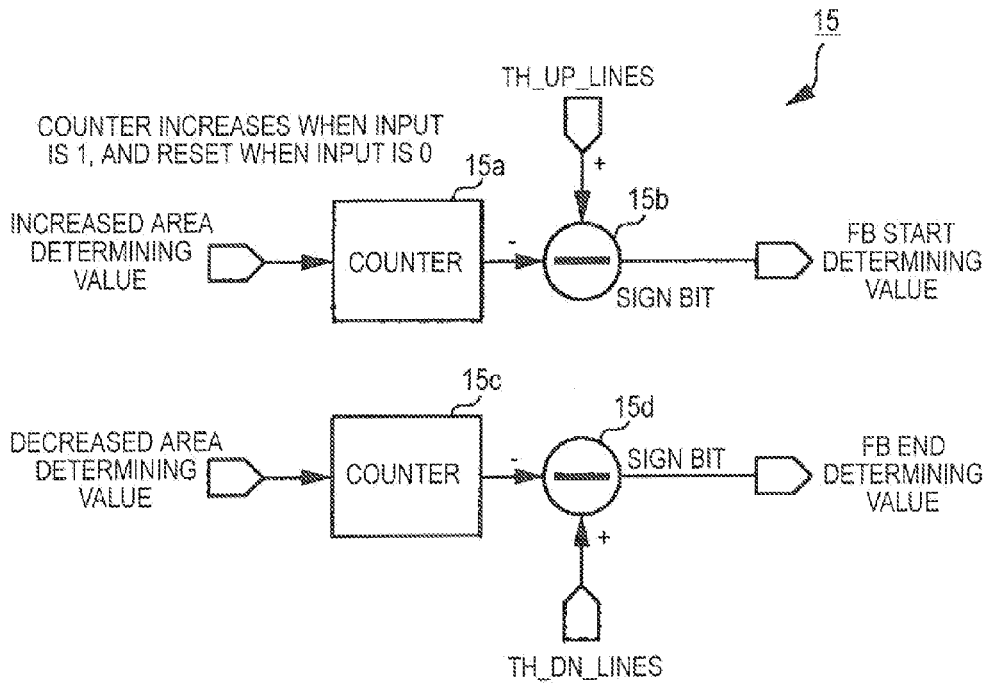 15
TH_UP_LINES
COUNTER INCREASES WHEN INPUT
IS 1, AND RESET WHEN INPUT IS 0
+
15a
15b
INCREASED AREA
DETERMINING
VALUE
COUNTER
-
SIGN BIT
FB START
DETERMINING
VALUE
15c
15d
DECREASED AREA
DETERMINING
VALUE
COUNTER
-
SIGN BIT
FB END
DETERMINING
VALUE
+
TH_DN_LINES